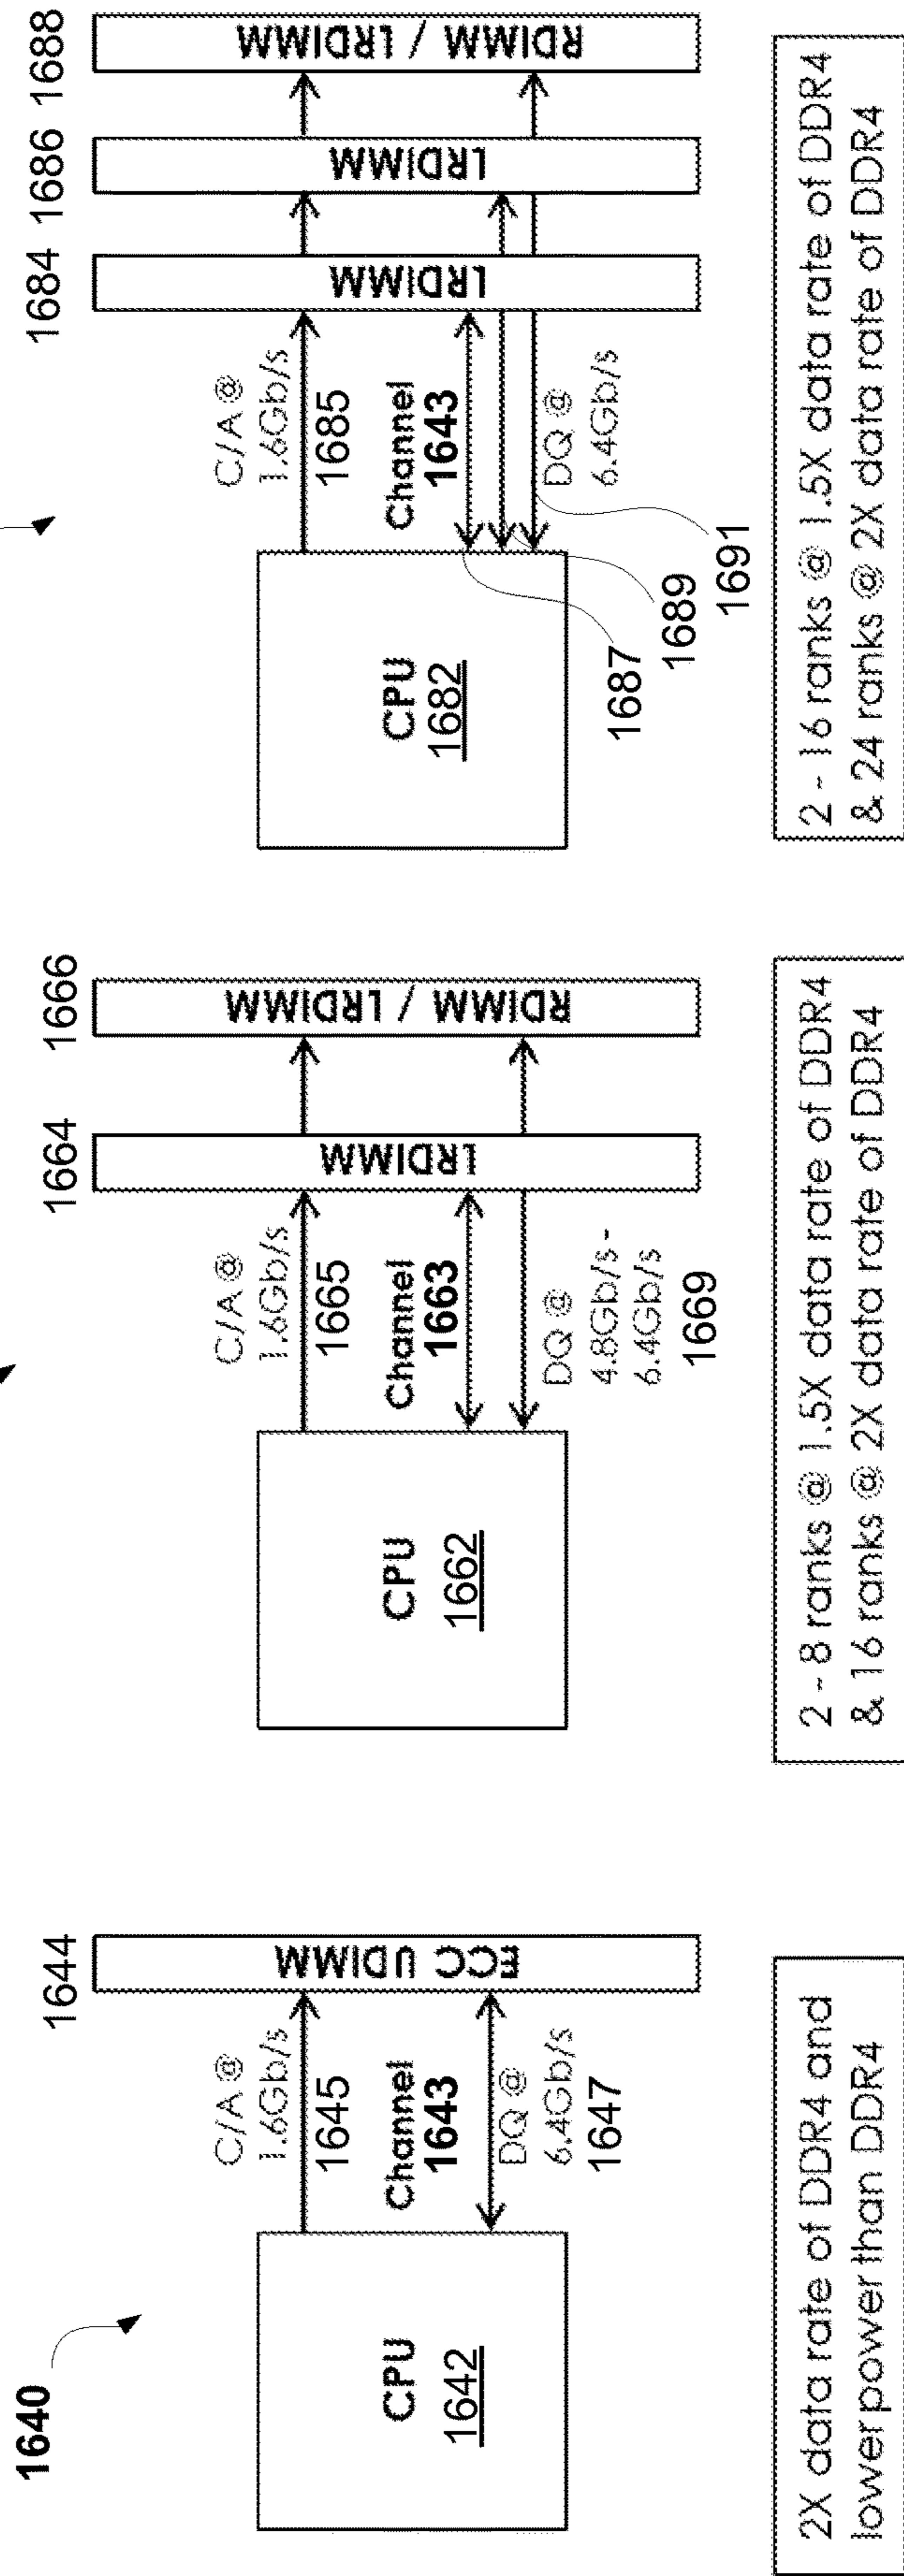 1640
1644
C/A @
1.6Gb/s
1645
Channel
1643
DQ @
6.4Gb/s
1647
CPU
1642
ECC UDIMM
2X data rate of DDR4 and
lower power than DDR4
1664
1666
C/A @
1.6Gb/s
1665
Channel
1663
DQ @
4.8Gb/s -
6.4Gb/s
1669
CPU
1662
LRDIMM
RDIMM / LRDIMM
2 - 8 ranks @ 1.5X data rate of DDR4
& 16 ranks @ 2X data rate of DDR4
1684
1686
1688
C/A @
1.6Gb/s
1685
Channel
1643
DQ @
6.4Gb/s
CPU
1682
1687
1689
1691
LRDIMM
LRDIMM
RDIMM / LRDIMM
2 - 16 ranks @ 1.5X data rate of DDR4
& 24 ranks @ 2X data rate of DDR4